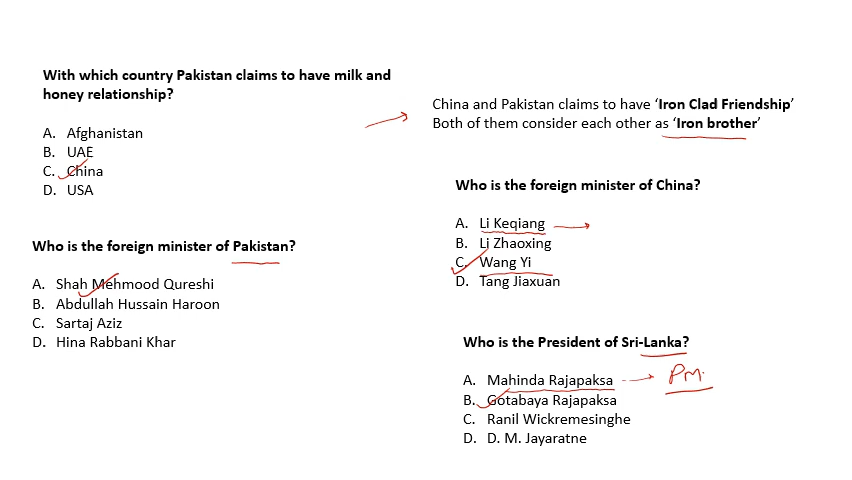 With which country Pakistan claims to have milk and
honey relationship?
A. Afghanistan
B. UAE
C. China
D. USA
Who is the foreign minister of Pakistan?
A. Shah Mehmood Qureshi
B. Abdullah Hussain Haroon
C. Sartaj Aziz
D. Hina Rabbani Khar
China and Pakistan claims to have ‘Iron Clad Friendship’
Both of them consider each other as ‘Iron brother’
Who is the foreign minister of China?
A. Li Keqiang
B. Li Zhaoxing
C. Wang Yi
D. Tang Jiaxuan
Who is the President of Sri-Lanka?
A. Mahinda Rajapaksa PM.
B. Gotabaya Rajapaksa
C. Ranil Wickremesinghe
D. D. M. Jayaratne